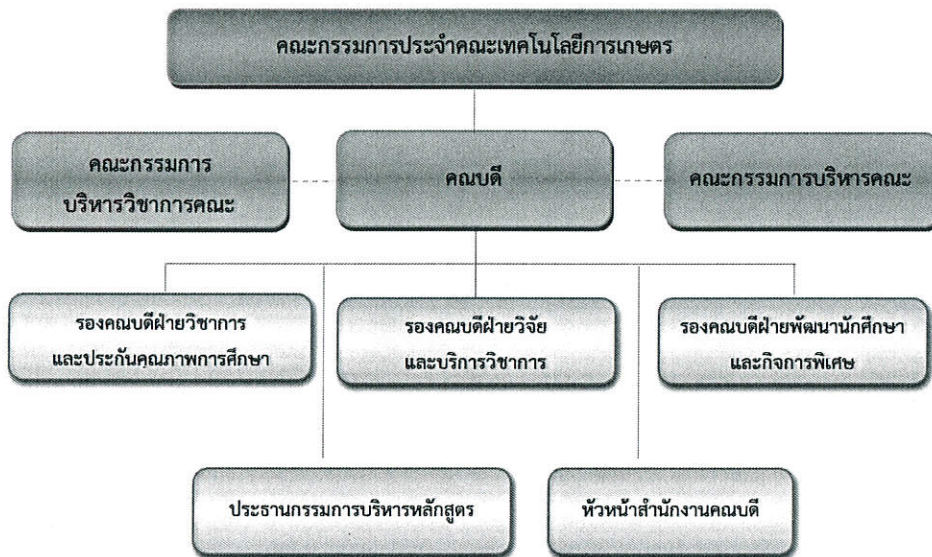 คณะกรรมการประจำคณะเทคโนโลยีการเกษตร
คณะกรรมการ
บริหารวิชาการคณะ
คณบดี
คณะกรรมการบริหารคณะ
รองคณบดีฝ่ายวิชาการ
และประกันคุณภาพการศึกษา
รองคณบดีฝ่ายวิจัย
และบริการวิชาการ
รองคณบดีฝ่ายพัฒนานักศึกษา
และกิจการพิเศษ
ประธานกรรมการบริหารหลักสูตร
หัวหน้าสำนักงานคณบดี